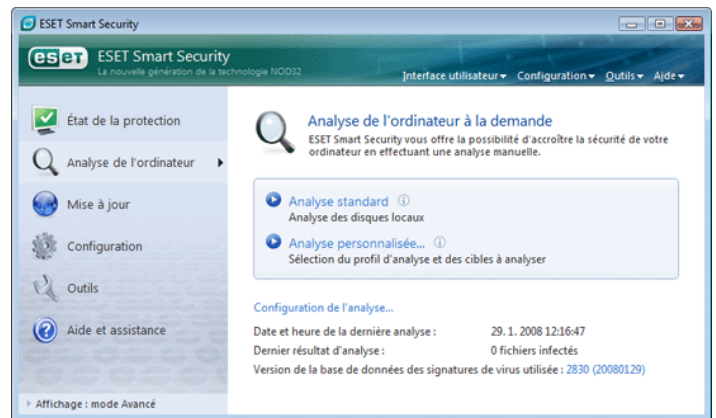 ESET Smart Security
eset ESET Smart Security
La nouvelle génération de la technologie NOD32
Interface utilisateur Configuration Outils Aide
État de la protection
Analyse de l'ordinateur
Mise à jour
Configuration
Outils
Aide et assistance
Affichage : mode Avancé
Analyse de l'ordinateur à la demande
ESET Smart Security vous offre la possibilité d'accroître la sécurité de votre
ordinateur en effectuant une analyse manuelle.
Analyse standard
Analyse des disques locaux
Analyse personnalisée...
Sélection du profil d'analyse et des cibles à analyser
Configuration de l'analyse...
Date et heure de la dernière analyse : 29. 1. 2008 12:16:47
Dernier résultat d'analyse : 0 fichiers infectés
Version de la base de données des signatures de virus utilisée : 2830 (20080129)